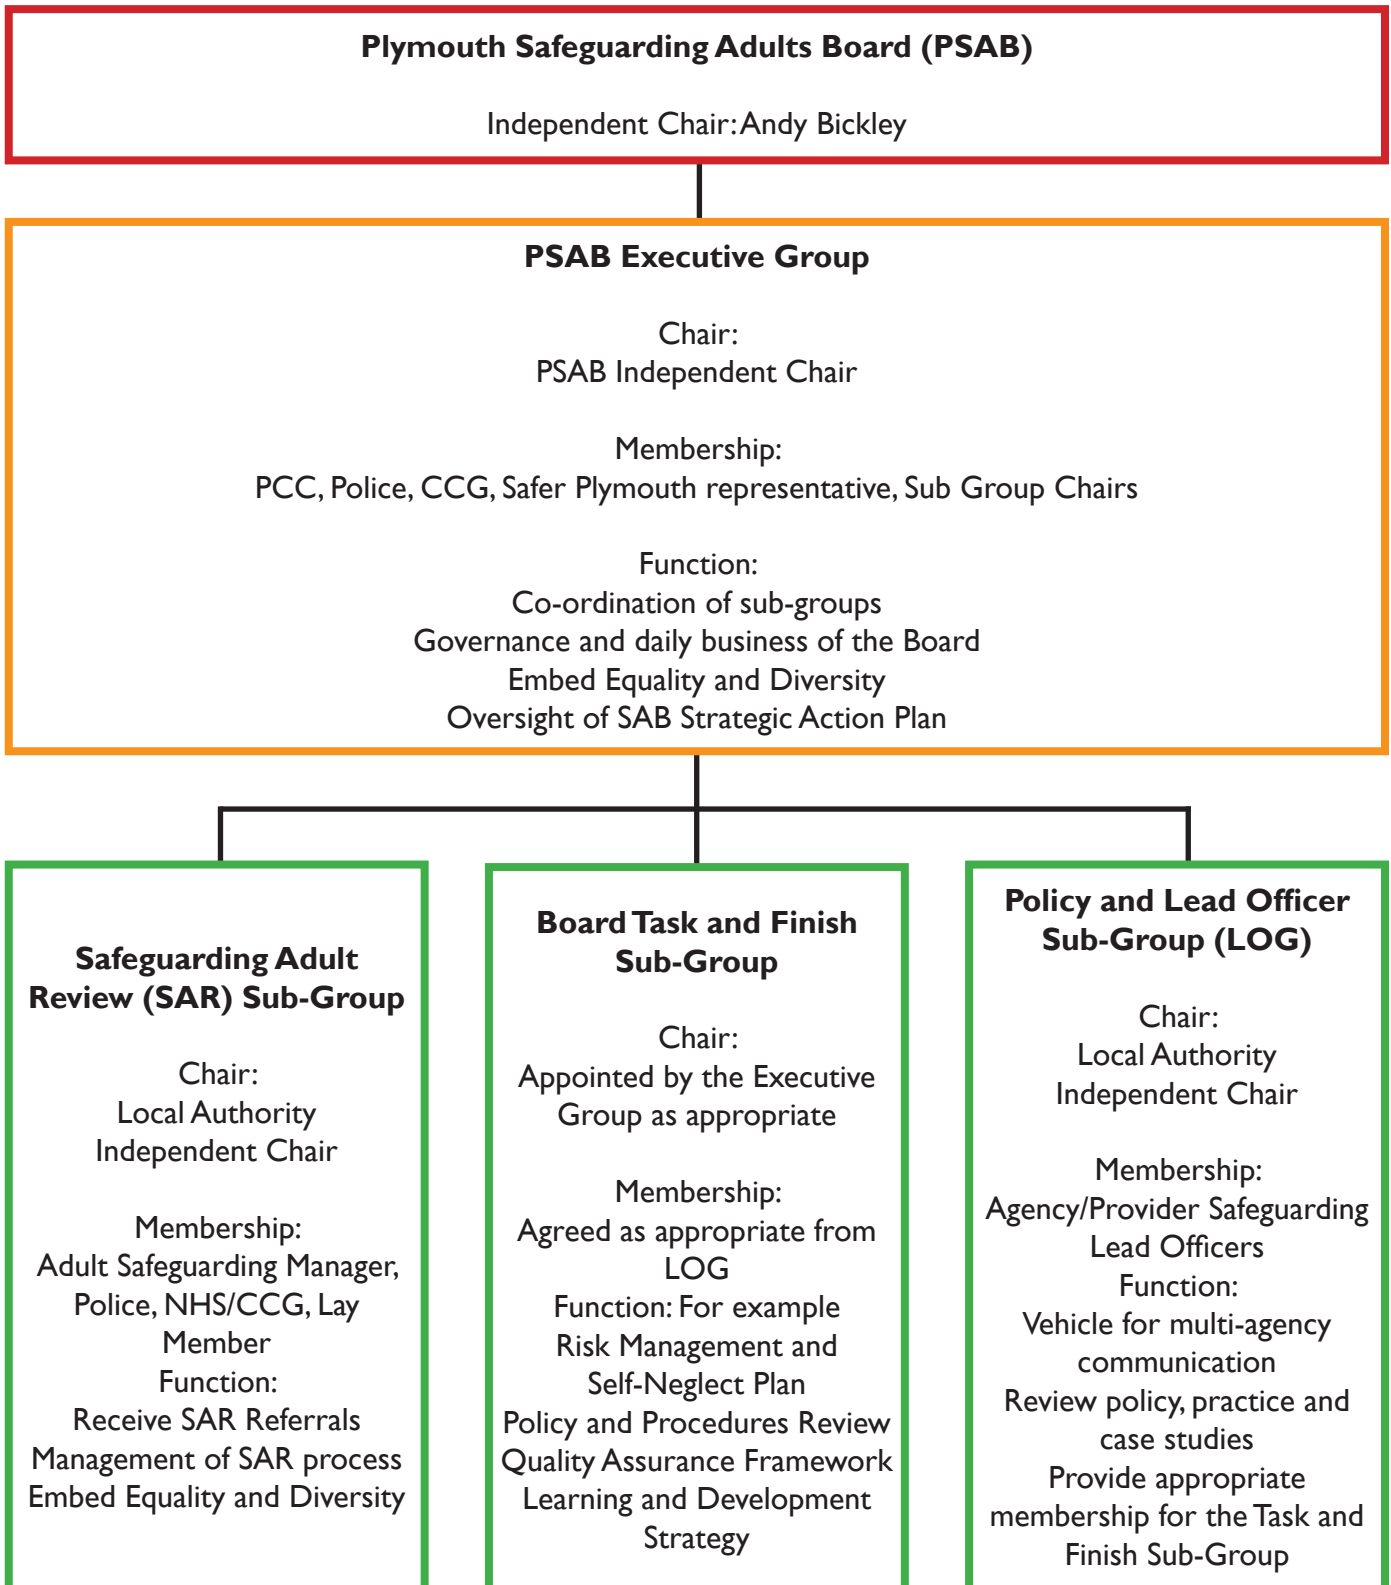 Plymouth Safeguarding Adults Board (PSAB)
Independent Chair: Andy Bickley
PSAB Executive Group
Chair:
PSAB Independent Chair
Membership:
PCC, Police, CCG, Safer Plymouth representative, Sub Group Chairs
Function:
Co-ordination of sub-groups
Governance and daily business of the Board
Embed Equality and Diversity
Oversight of SAB Strategic Action Plan
Safeguarding Adult
Review (SAR) Sub-Group
Chair:
Local Authority
Independent Chair
Membership:
Adult Safeguarding Manager,
Police, NHS/CCG, Lay
Member
Function:
Receive SAR Referrals
Management of SAR process
Embed Equality and Diversity
Board Task and Finish
Sub-Group
Chair:
Appointed by the Executive
Group as appropriate
Membership:
Agreed as appropriate from
LOG
Function: For example
Risk Management and
Self-Neglect Plan
Policy and Procedures Review
Quality Assurance Framework
Learning and Development
Strategy
Policy and Lead Officer
Sub-Group (LOG)
Chair:
Local Authority
Independent Chair
Membership:
Agency/Provider Safeguarding
Lead Officers
Function:
Vehicle for multi-agency
communication
Review policy, practice and
case studies
Provide appropriate
membership for the Task and
Finish Sub-Group